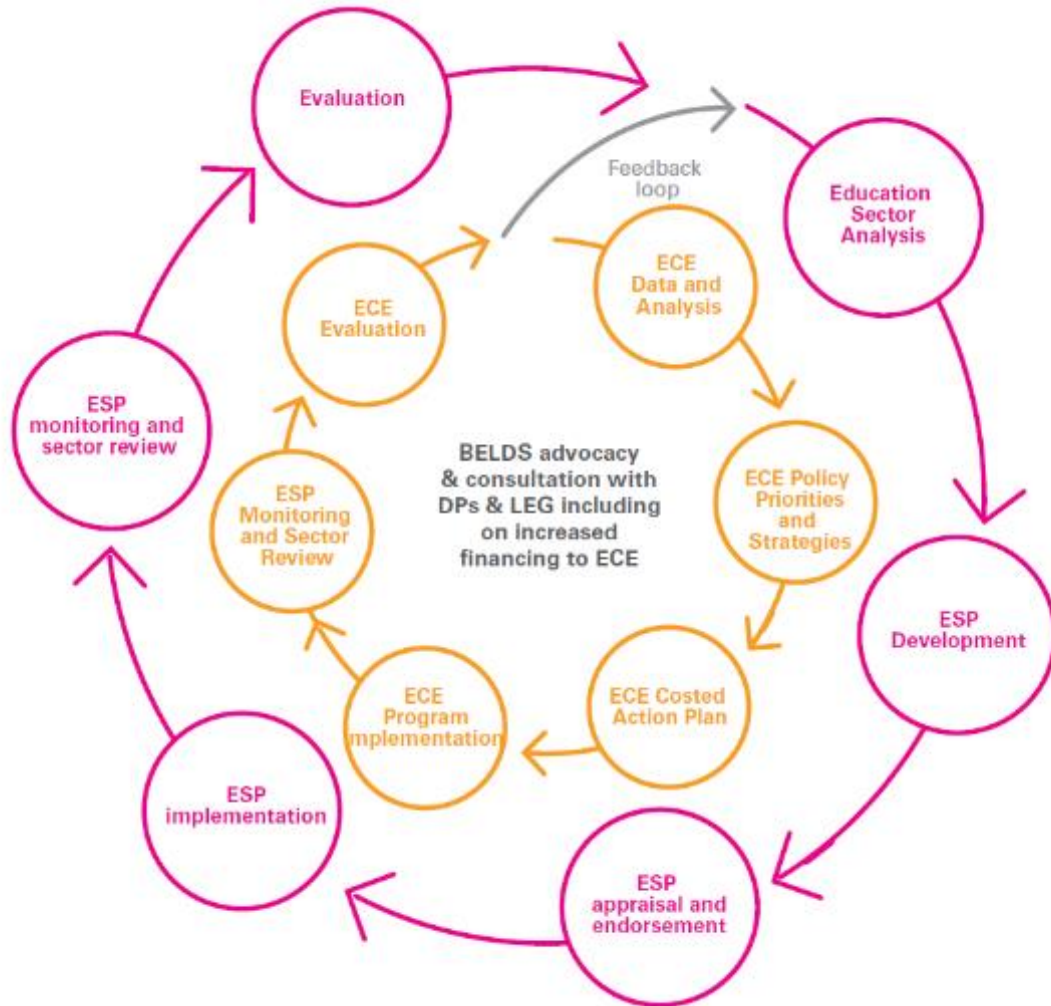 Evaluation
Feedback
loop
Education
Sector
Analysis
ECE
Data and
Analysis
ECE
Evaluation
ESP
monitoring and
sector review
BELDS advocacy
& consultation with
DPs & LEG including
on increased
financing to ECE
ECE Policy
Priorities
and
Strategies
ESP
Monitoring
and Sector
Review
ESP
Development
ECE
Program
mplementation
ECE Costed
Action Plan
ESP
implementation
ESP
appraisal and
endorsement